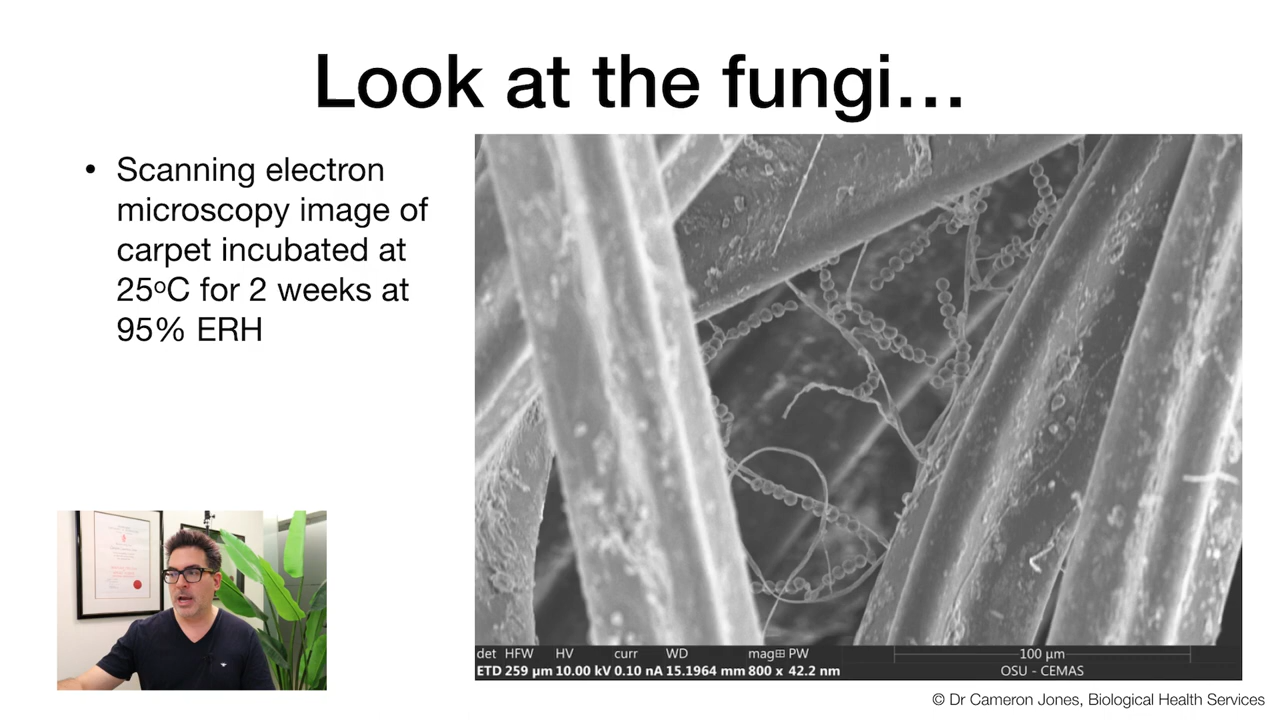 Look at the fungi…
• Scanning electron
microscopy image of
carpet incubated at
25ºC for 2 weeks at
95% ERH
det HFW HV curr WD mag⊞ PW 100 µm
ETD 259 µm 10.00 kV 0.10 nA 15.1964 mm 800 x 42.2 nm OSU - CEMAS
© Dr Cameron Jones, Biological Health Services